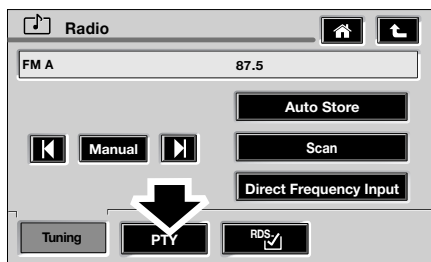 Radio
FM A 87.5
Auto Store
Manual Scan
Direct Frequency Input
Tuning PTY RDS